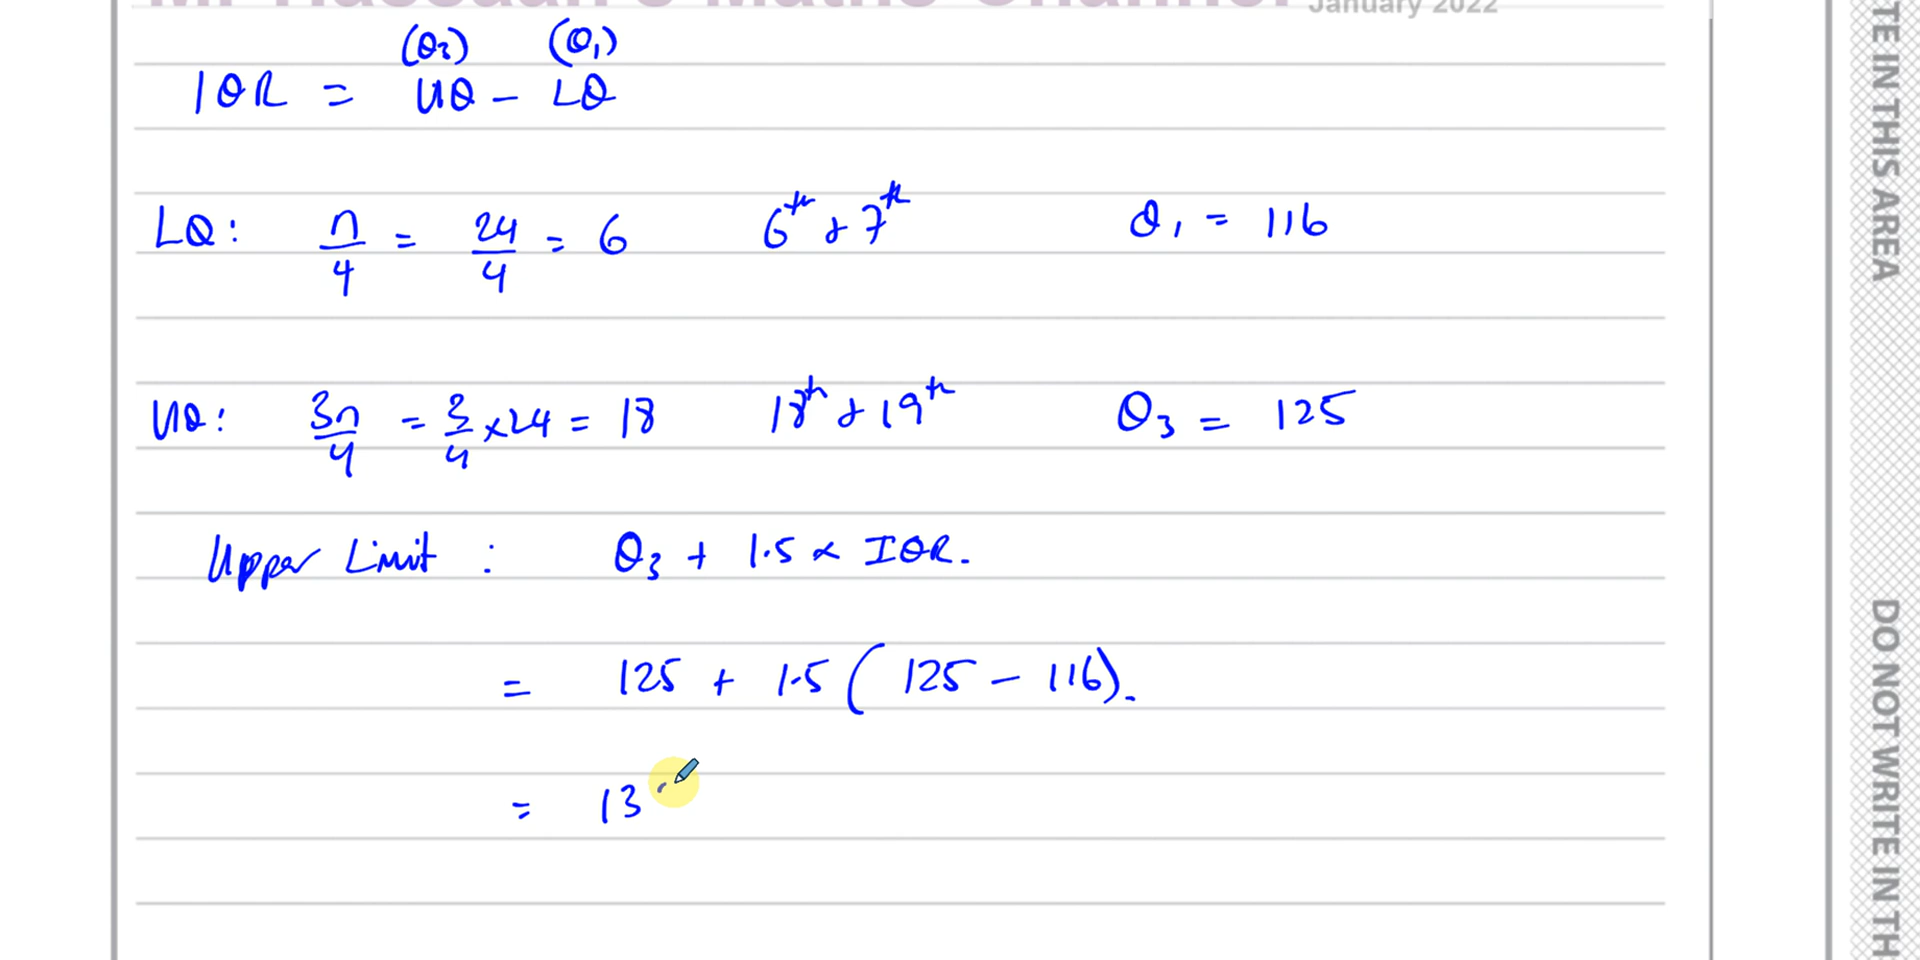 January 2022
(Q₃) (Q₁)
IQR = UQ - LQ
LQ: n/4 = 24/4 = 6 6th & 7th Q₁ = 116
UQ: 3n/4 = 3/4 × 24 = 18 18th & 19th Q₃ = 125
Upper Limit : Q₃ + 1.5 × IQR.
= 125 + 1.5 ( 125 - 116).
= 13
TE IN THIS AREA
DO NOT WRITE IN TH